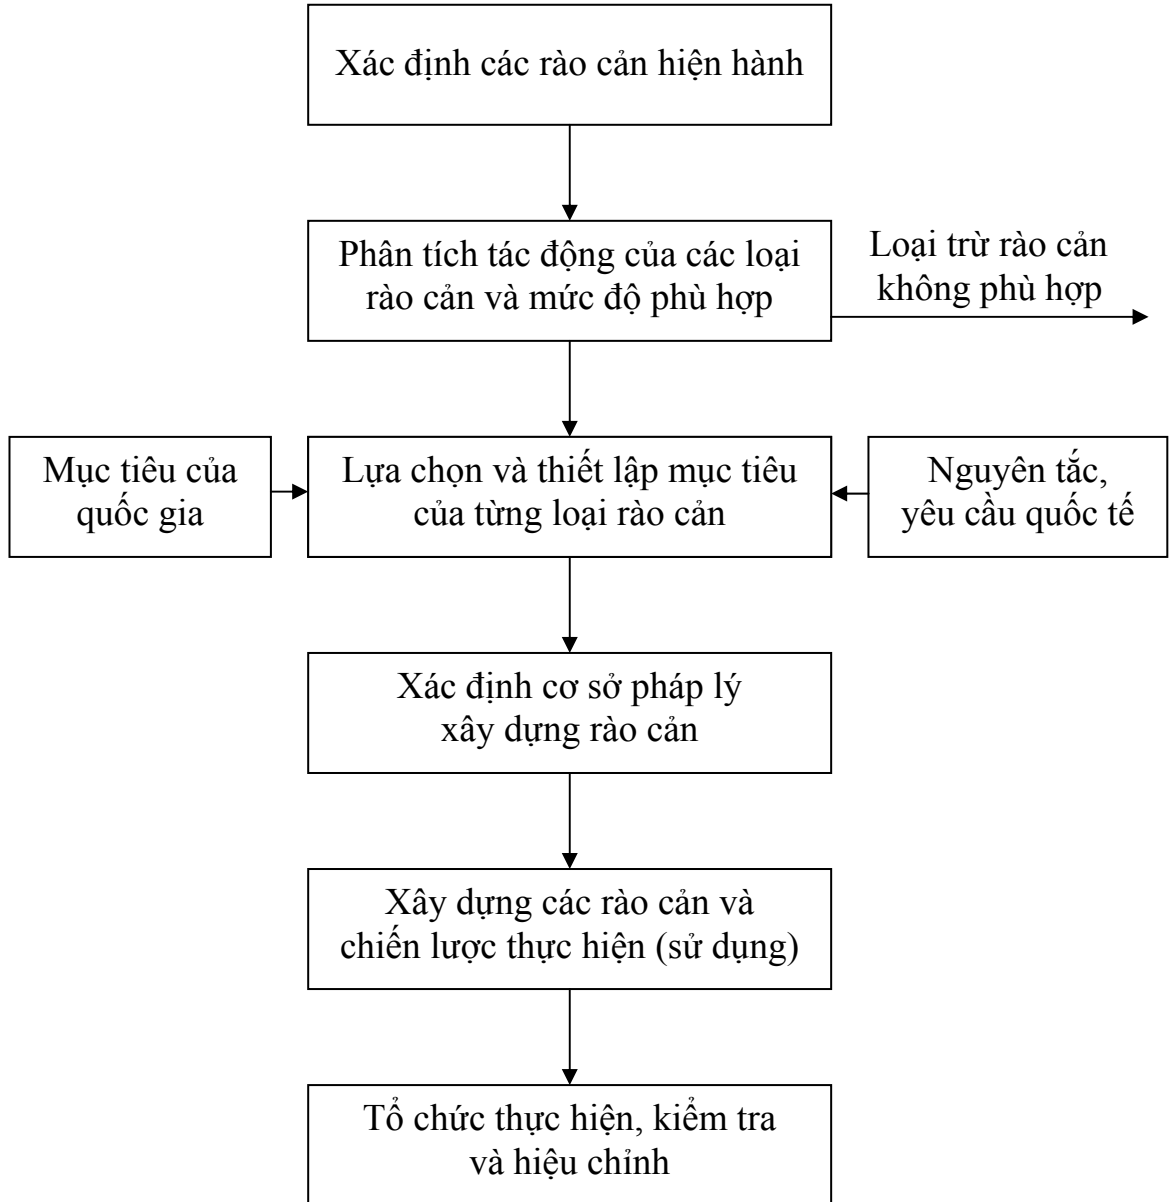 Xác định các rào cản hiện hành
Phân tích tác động của các loại
rào cản và mức độ phù hợp
Loại trừ rào cản
không phù hợp
Mục tiêu của
quốc gia
Lựa chọn và thiết lập mục tiêu
của từng loại rào cản
Nguyên tắc,
yêu cầu quốc tế
Xác định cơ sở pháp lý
xây dựng rào cản
Xây dựng các rào cản và
chiến lược thực hiện (sử dụng)
Tổ chức thực hiện, kiểm tra
và hiệu chỉnh